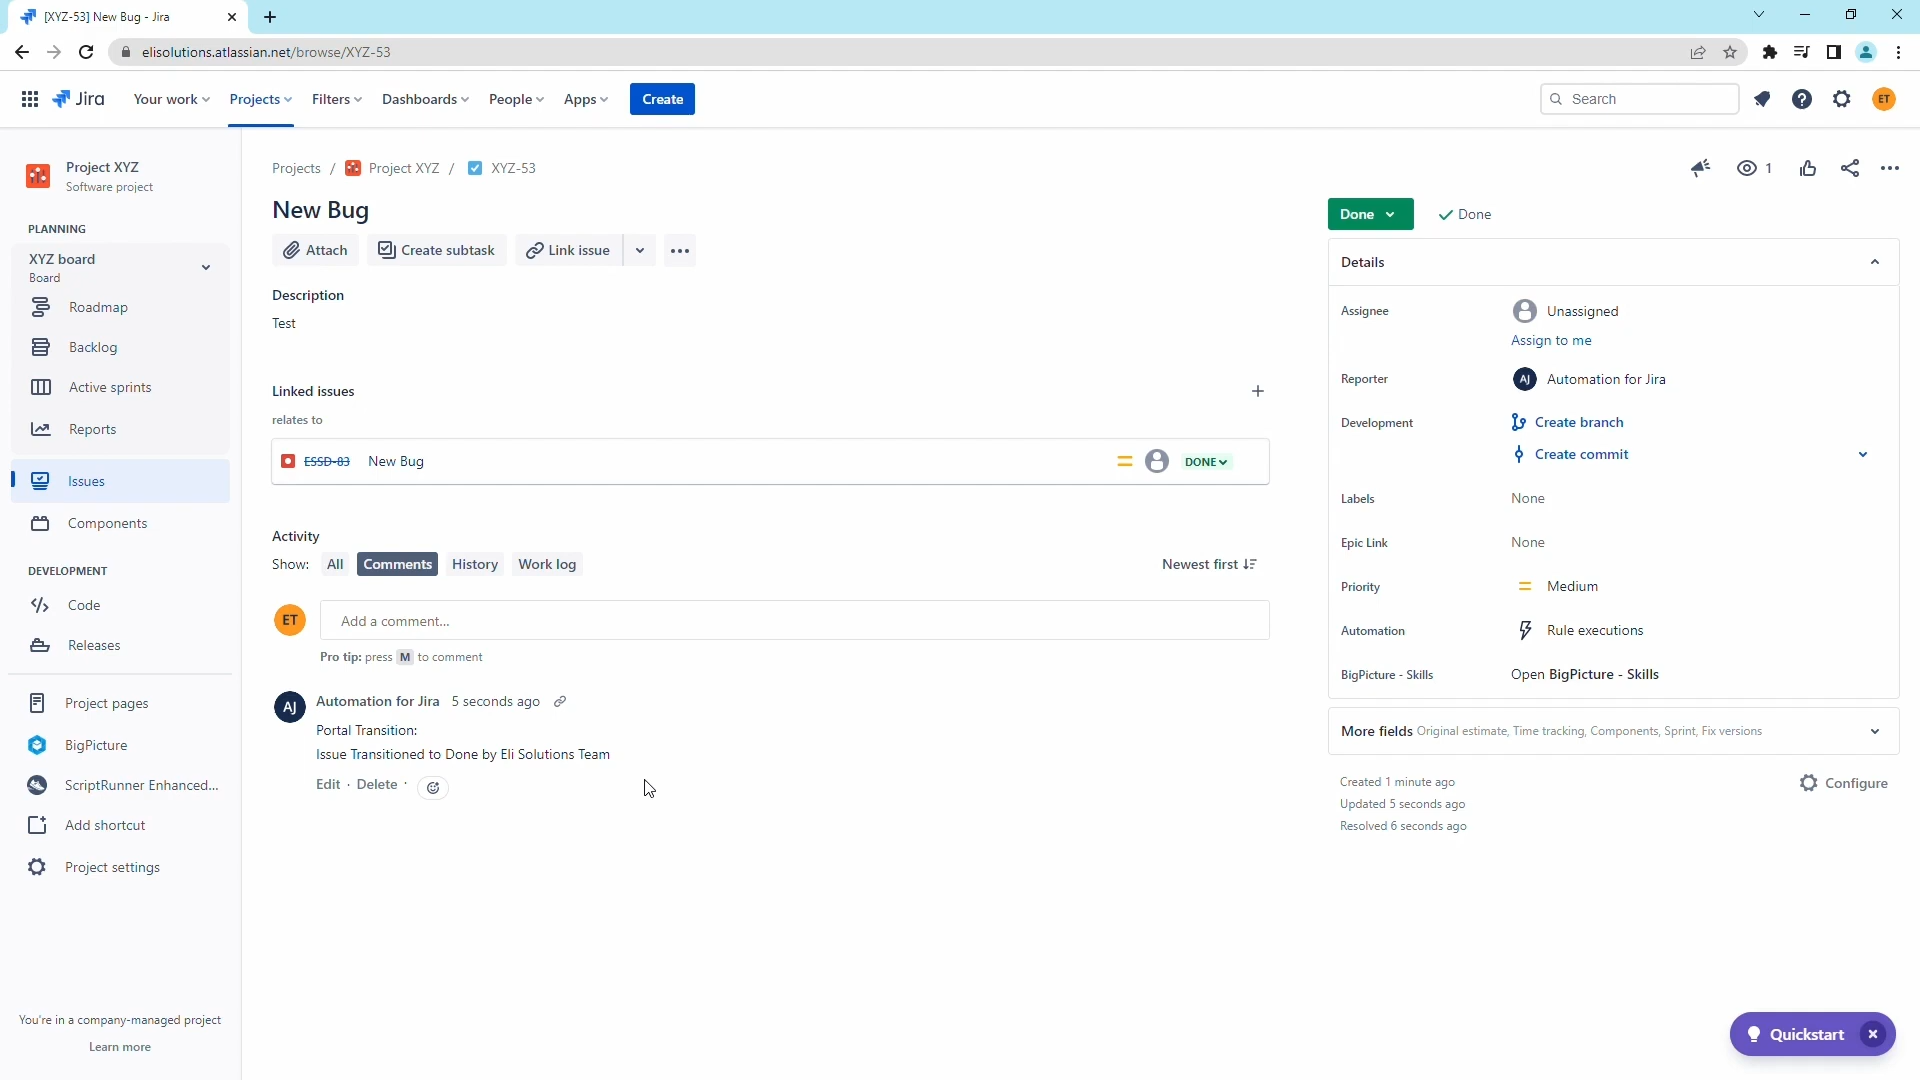 [XYZ-53] New Bug - Jira
elisolutions.atlassian.net/browse/XYZ-53
Jira
Your work
Projects
Filters
Dashboards
People
Apps
Create
Search
ET
Project XYZ
Software project
PLANNING
XYZ board
Board
Roadmap
Backlog
Active sprints
Reports
Issues
Components
DEVELOPMENT
Code
Releases
Project pages
BigPicture
ScriptRunner Enhanced...
Add shortcut
Project settings
You're in a company-managed project
Learn more
Projects / Project XYZ / XYZ-53
1
New Bug
Attach
Create subtask
Link issue
Description
Test
Linked issues
relates to
ESSD-83 New Bug
DONE
Activity
Show: All Comments History Work log
Newest first
ET
Add a comment...
Pro tip: press M to comment
AJ
Automation for Jira 5 seconds ago
Portal Transition:
Issue Transitioned to Done by Eli Solutions Team
Edit · Delete ·
Done
Done
Details
Assignee
Unassigned
Assign to me
Reporter
AJ Automation for Jira
Development
Create branch
Create commit
Labels
None
Epic Link
None
Priority
Medium
Automation
Rule executions
BigPicture - Skills
Open BigPicture - Skills
More fields Original estimate, Time tracking, Components, Sprint, Fix versions
Created 1 minute ago
Updated 5 seconds ago
Resolved 6 seconds ago
Configure
Quickstart